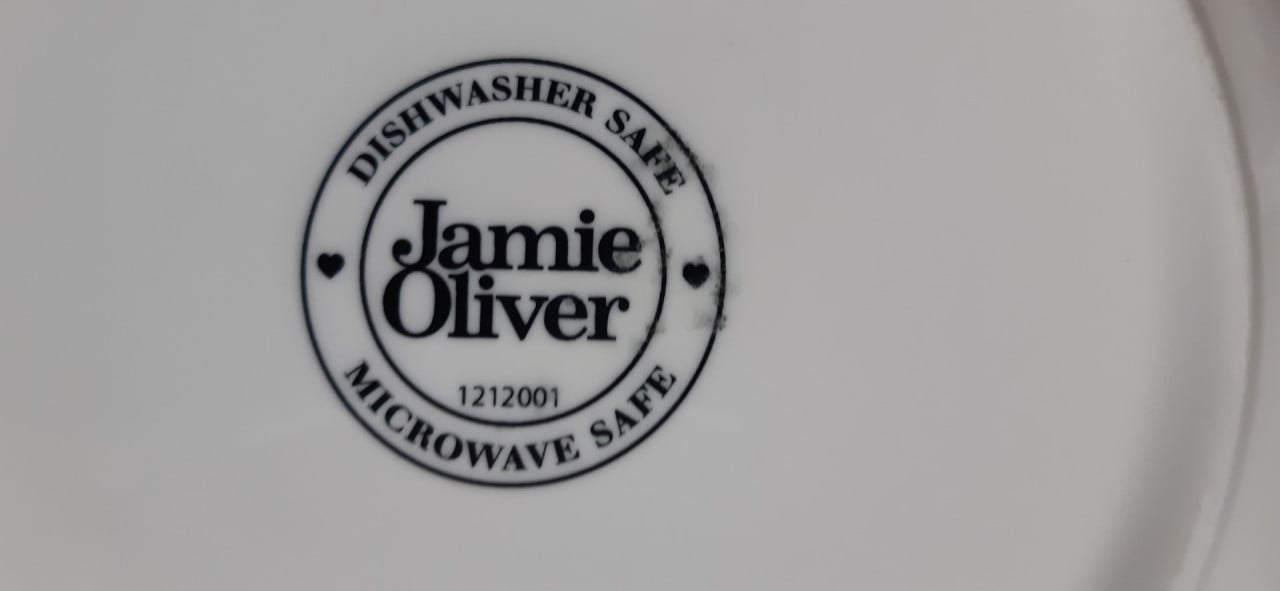 DISHWASHER SAFE
Jamie
Oliver
1212001
MICROWAVE SAFE